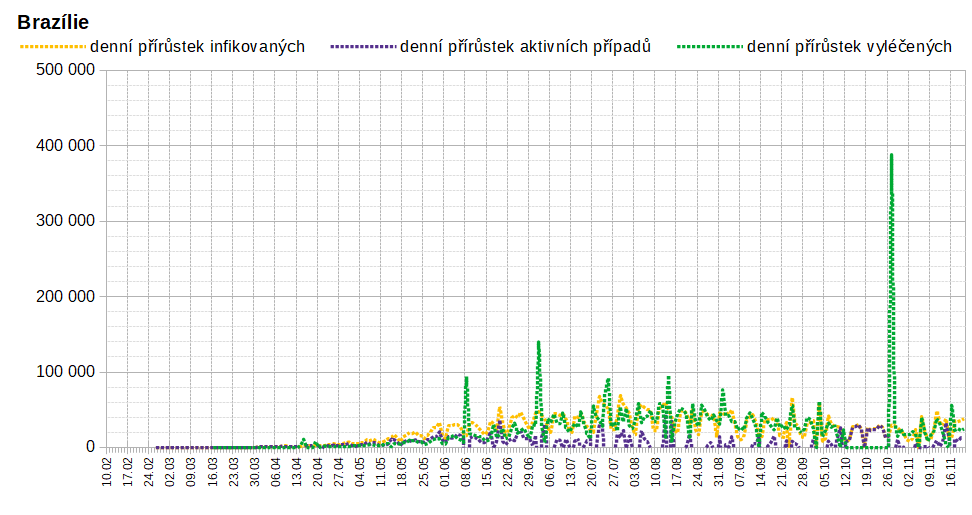 Brazílie
denní přírůstek infikovaných denní přírůstek aktivních případů denní přírůstek vyléčených
500 000
400 000
300 000
200 000
100 000
0
10.02 17.02 24.02 02.03 09.03 16.03 23.03 30.03 06.04 13.04 20.04 27.04 04.05 11.05 18.05 25.05 01.06 08.06 15.06 22.06 29.06 06.07 13.07 20.07 27.07 03.08 10.08 17.08 24.08 31.08 07.09 14.09 21.09 28.09 05.10 12.10 19.10 26.10 02.11 09.11 16.11